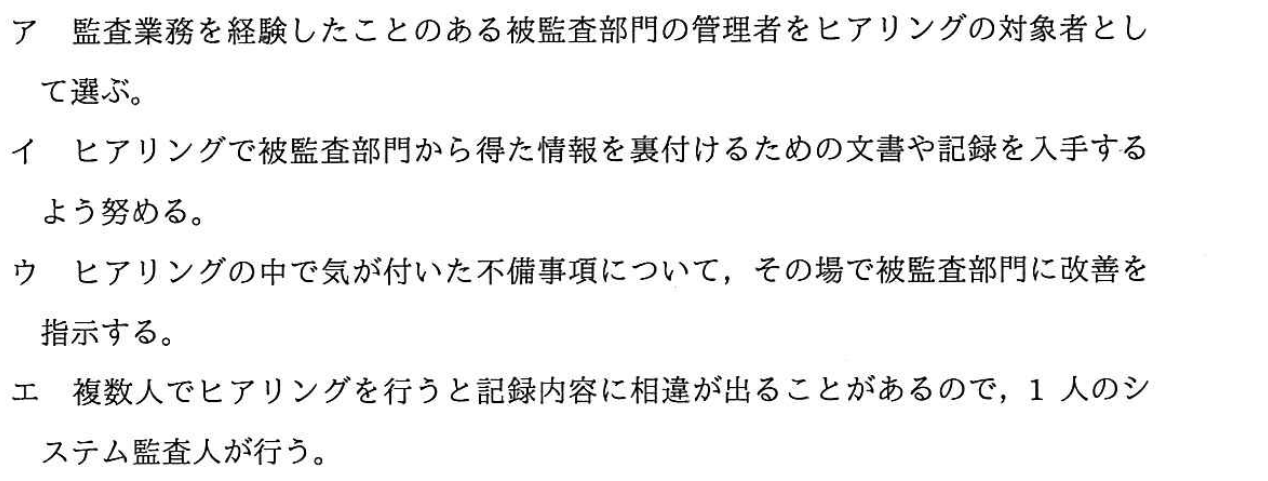 ア　監査業務を経験したことのある被監査部門の管理者をヒアリングの対象者とし
て選ぶ。
イ　ヒアリングで被監査部門から得た情報を裏付けるための文書や記録を入手する
よう努める。
ウ　ヒアリングの中で気が付いた不備事項について，その場で被監査部門に改善を
指示する。
エ　複数人でヒアリングを行うと記録内容に相違が出ることがあるので，1 人のシ
ステム監査人が行う。